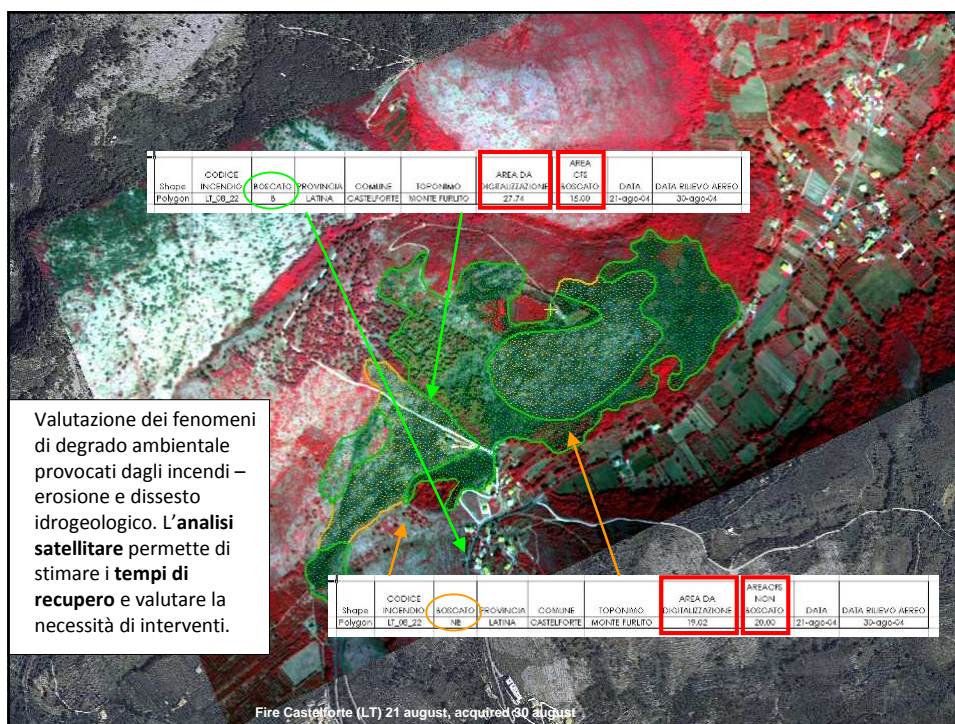 AREA
CODICE AREA DA CFS
Shape INCENDIO BOSCATO PROVINCIA COMUNE TOPONIMO DIGITALIZZAZIONE BOSCATO DATA DATA RILIEVO AEREO
Polygon LT_08_22 B LATINA CASTELFORTE MONTE FURLITO 27.74 15.00 21-ago-04 30-ago-04
Valutazione dei fenomeni
di degrado ambientale
provocati dagli incendi –
erosione e dissesto
idrogeologico. L'analisi
satellitare permette di
stimare i tempi di
recupero e valutare la
necessità di interventi.
AREACFS
CODICE AREA DA NON
Shape INCENDIO BOSCATO PROVINCIA COMUNE TOPONIMO DIGITALIZZAZIONE BOSCATO DATA DATA RILIEVO AEREO
Polygon LT_08_22 NB LATINA CASTELFORTE MONTE FURLITO 19.02 20.00 21-ago-04 30-ago-04
Fire Castelforte (LT) 21 august, acquired 30 august